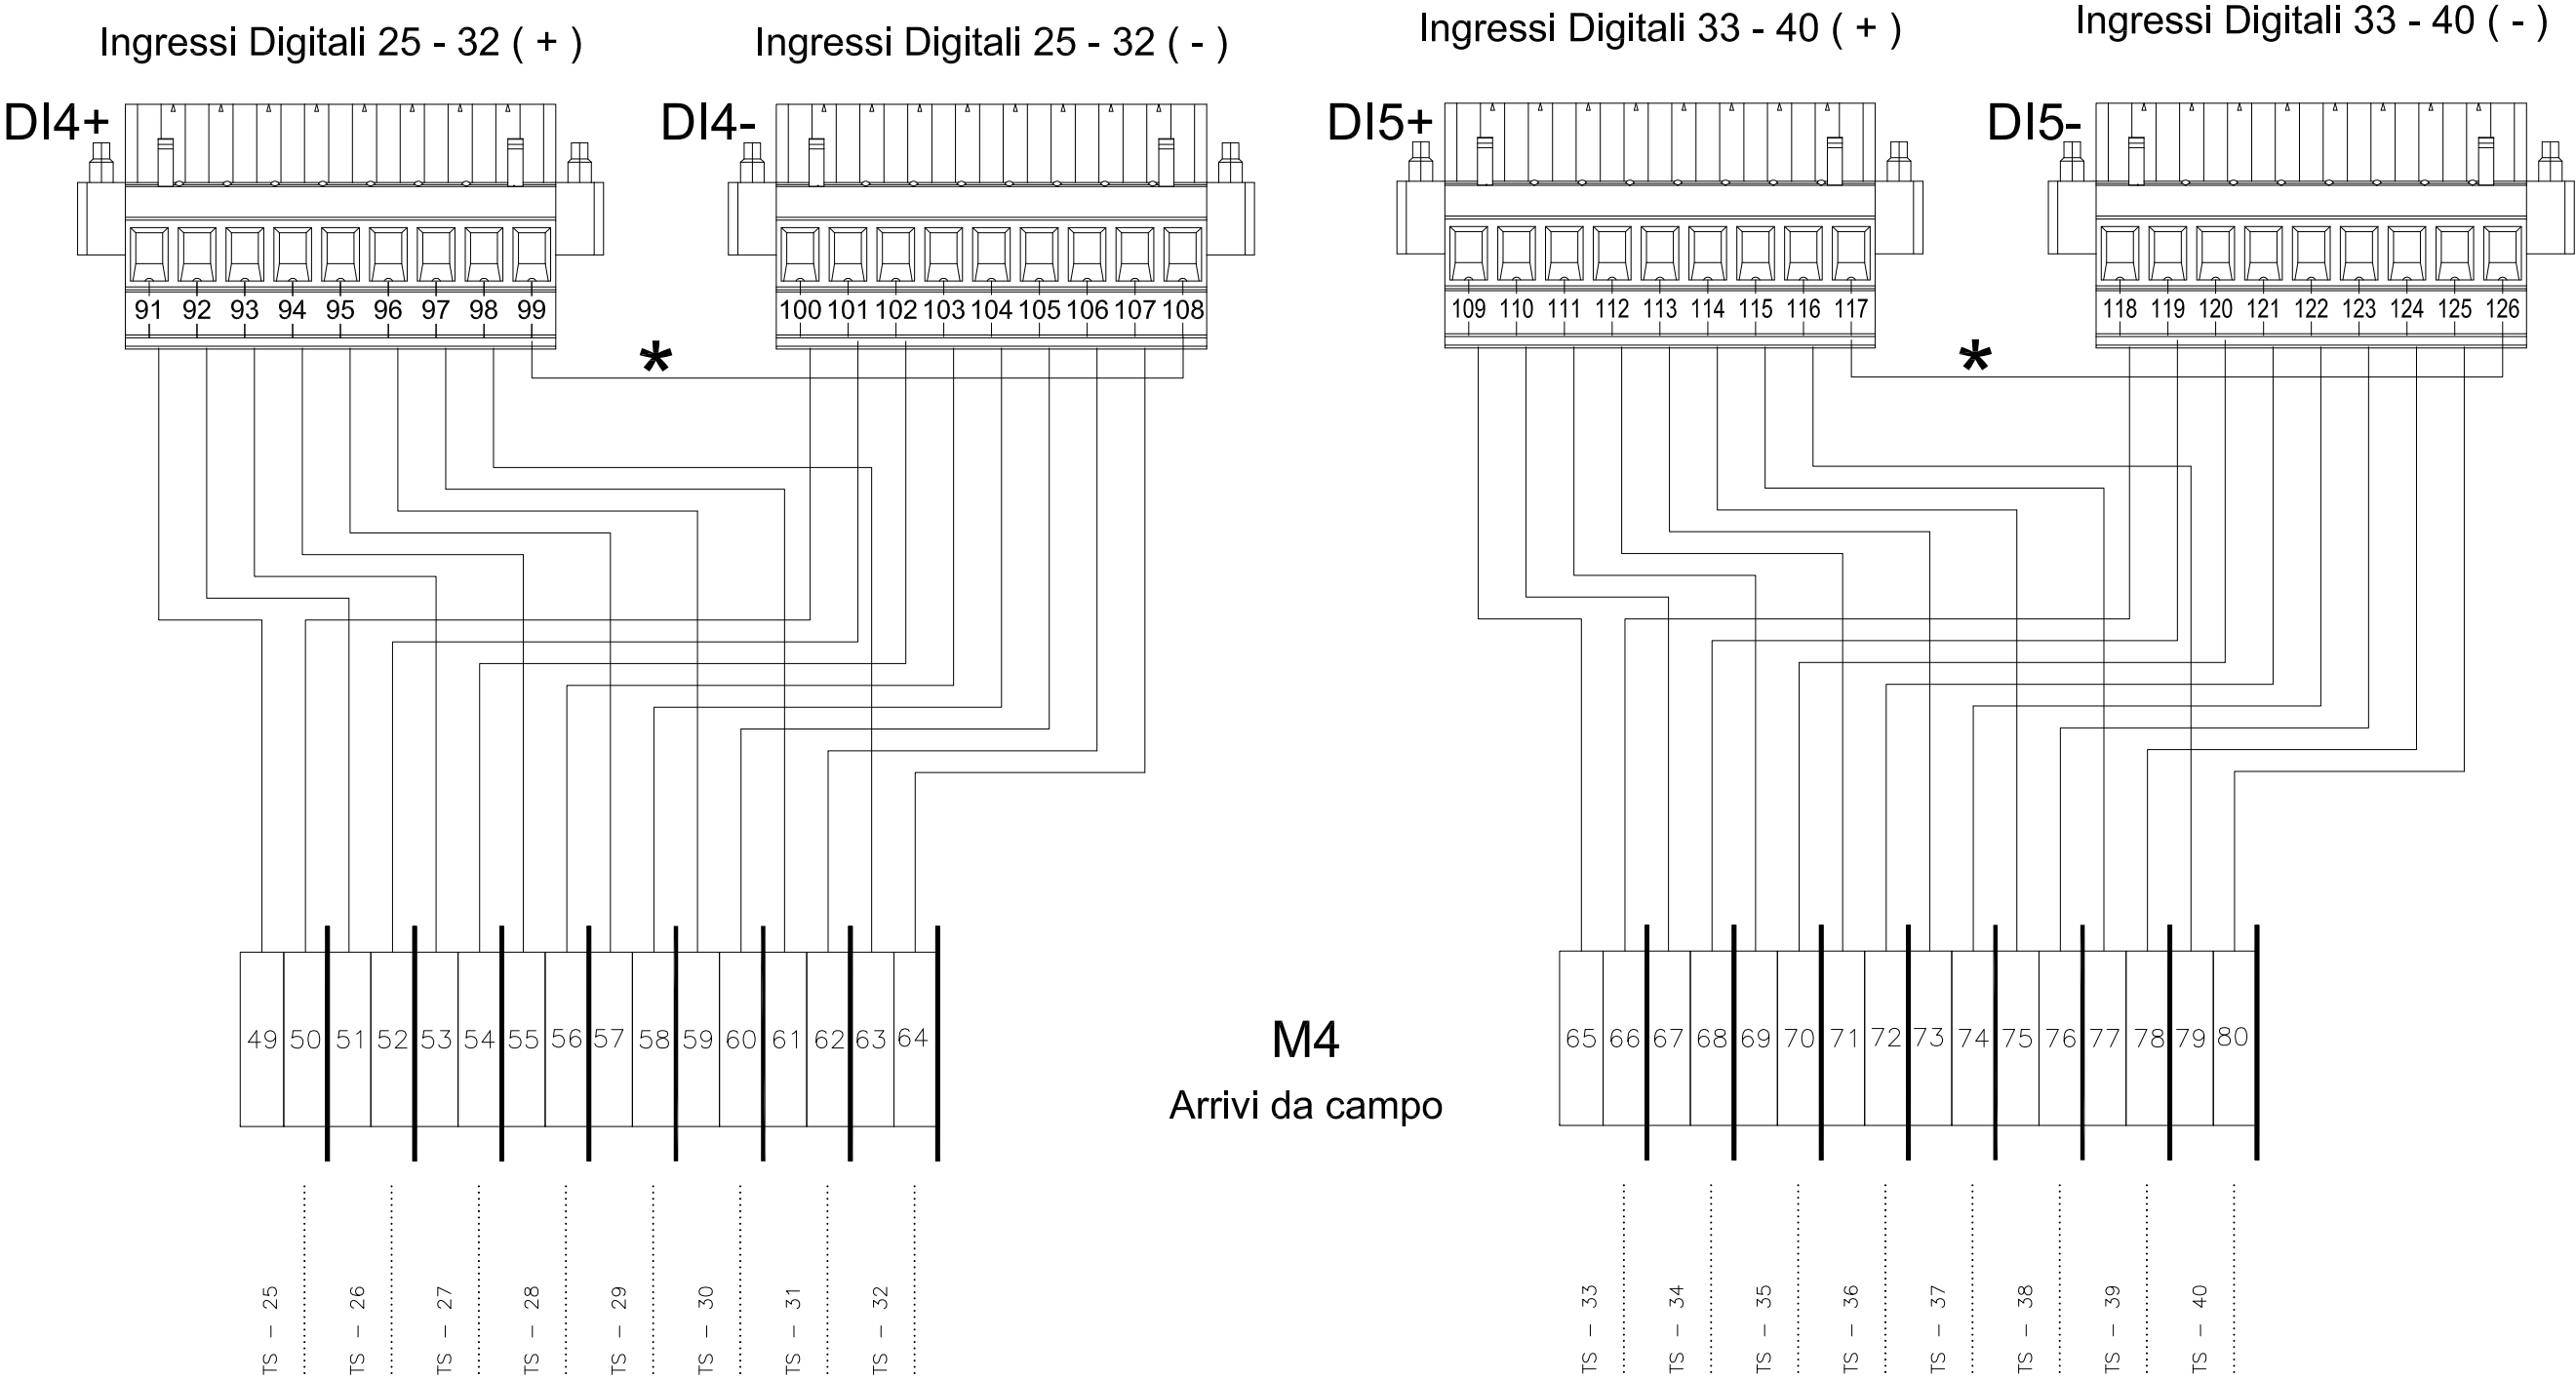 Ingressi Digitali 25 - 32 ( + )
Ingressi Digitali 25 - 32 ( - )
Ingressi Digitali 33 - 40 ( + )
Ingressi Digitali 33 - 40 ( - )
DI4+
DI4-
DI5+
DI5-
91 92 93 94 95 96 97 98 99
100 101 102 103 104 105 106 107 108
109 110 111 112 113 114 115 116 117
118 119 120 121 122 123 124 125 126
*
*
49 50 51 52 53 54 55 56 57 58 59 60 61 62 63 64
M4
Arrivi da campo
65 66 67 68 69 70 71 72 73 74 75 76 77 78 79 80
TS - 25
TS - 26
TS - 27
TS - 28
TS - 29
TS - 30
TS - 31
TS - 32
TS - 33
TS - 34
TS - 35
TS - 36
TS - 37
TS - 38
TS - 39
TS - 40